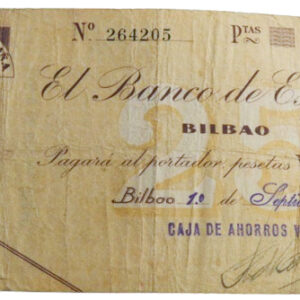 Nº 264205 PTAS
El Banco de E
BILBAO
Pagará al portador pesetas
Bilbao 1º de Septi
CAJA DE AHORROS V